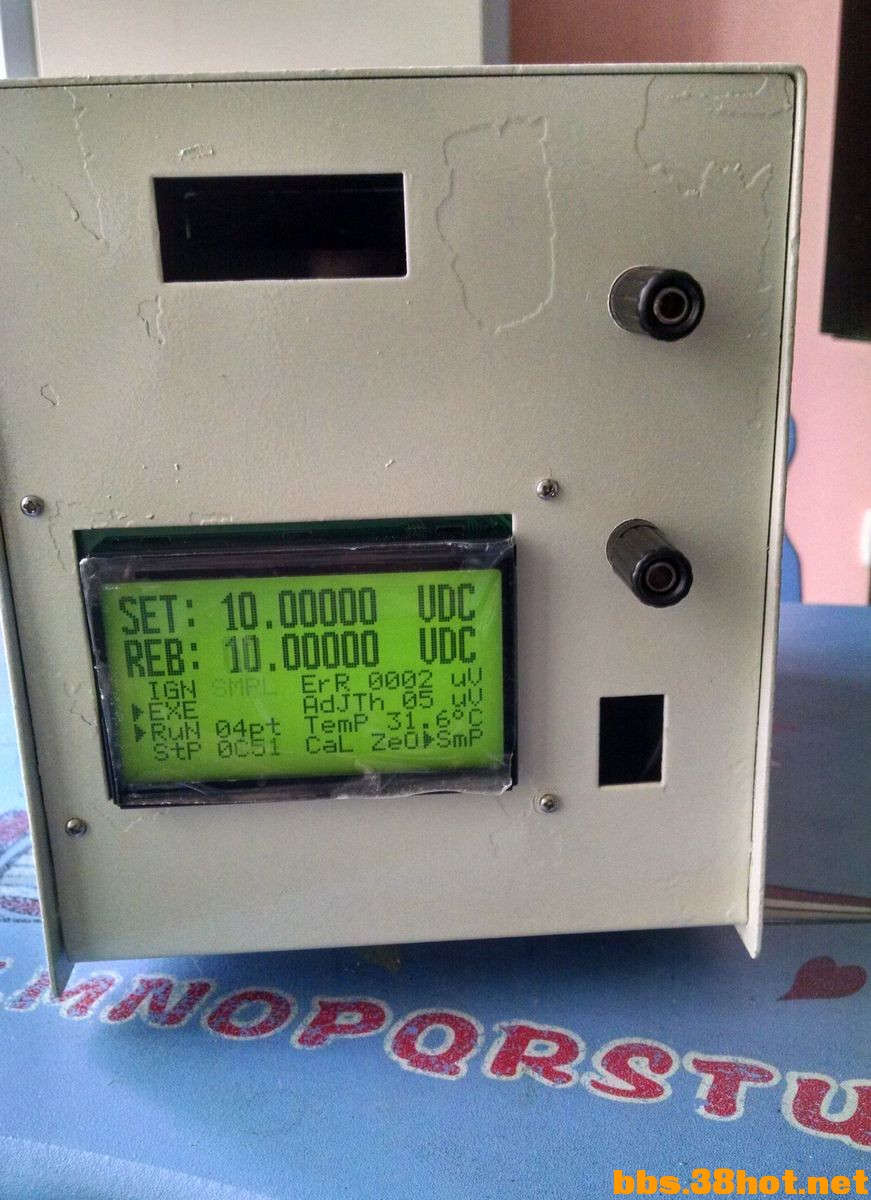 SET: 10.00000 VDC
REB: 10.00000 VDC
IGN SMPL ErR 0002 uV
▶EXE AdJTh 05 uV
▶RuN 04pt TemP 31.6°C
StP 0C51 CaL ZeO▶SmP
MNOPQRSTU
bbs.38hot.net